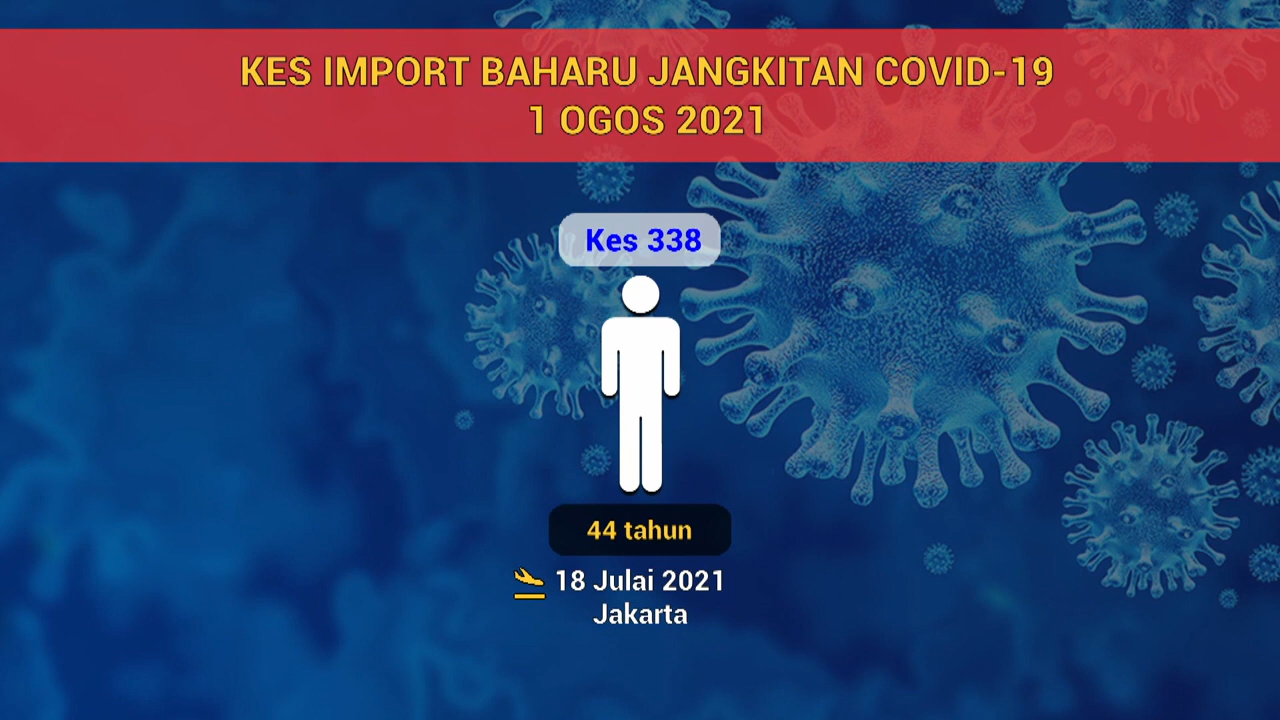 KES IMPORT BAHARU JANGKITAN COVID-19
1 OGOS 2021
Kes 338
44 tahun
18 Julai 2021
Jakarta